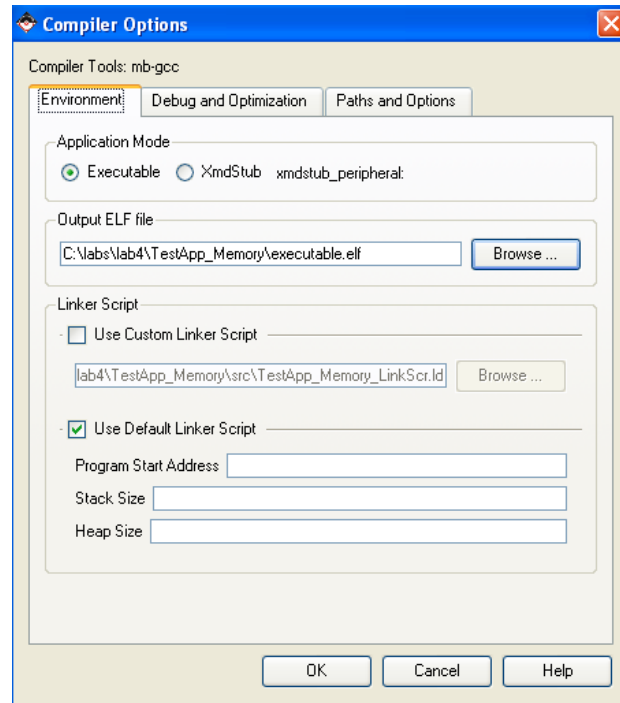 Compiler Options
Compiler Tools: mb-gcc
Environment Debug and Optimization Paths and Options
Application Mode
Executable XmdStub xmdstub_peripheral:
Output ELF file
C:\labs\lab4\TestApp_Memory\executable.elf Browse ...
Linker Script
Use Custom Linker Script
lab4\TestApp_Memory\src\TestApp_Memory_LinkScr.ld Browse ...
Use Default Linker Script
Program Start Address
Stack Size
Heap Size
OK Cancel Help